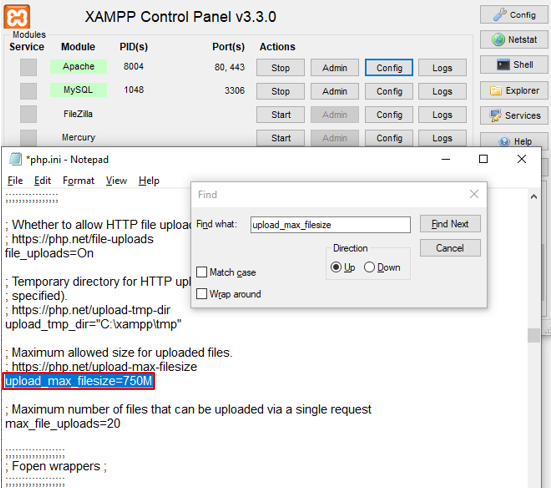 XAMPP Control Panel v3.3.0
Modules
Service Module PID(s) Port(s) Actions
Apache 8004 80, 443 Stop Admin Config Logs
MySQL 1048 3306 Stop Admin Config Logs
FileZilla Start Admin Config Logs
Mercury Start Admin Config Logs
Config
Netstat
Shell
Explorer
Services
Help
*php.ini - Notepad
File Edit Format View Help
;;;;;;;;;;;;;;;;
; Whether to allow HTTP file uploa
; https://php.net/file-uploads
file_uploads=On
; Temporary directory for HTTP upl
; specified).
; https://php.net/upload-tmp-dir
upload_tmp_dir="C:\xampp\tmp"
; Maximum allowed size for uploaded files.
; https://php.net/upload-max-filesize
upload_max_filesize=750M
; Maximum number of files that can be uploaded via a single request
max_file_uploads=20
;;;;;;;;;;;;;;;;;;
; Fopen wrappers ;
;;;;;;;;;;;;;;;;;;
Find
Find what: upload_max_filesize Find Next
Direction Cancel
Up Down
Match case
Wrap around